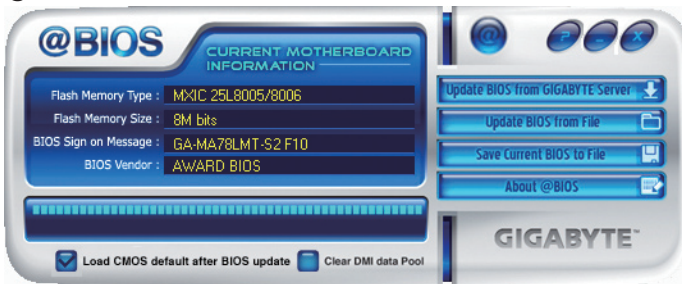 @BIOS
CURRENT MOTHERBOARD
INFORMATION
Flash Memory Type : MXIC 25L8005/8006
Flash Memory Size : 8M bits
BIOS Sign on Message : GA-MA78LMT-S2 F10
BIOS Vendor : AWARD BIOS
Load CMOS default after BIOS update Clear DMI data Pool
@ ? - X
Update BIOS from GIGABYTE Server
Update BIOS from File
Save Current BIOS to File
About @BIOS
GIGABYTE™